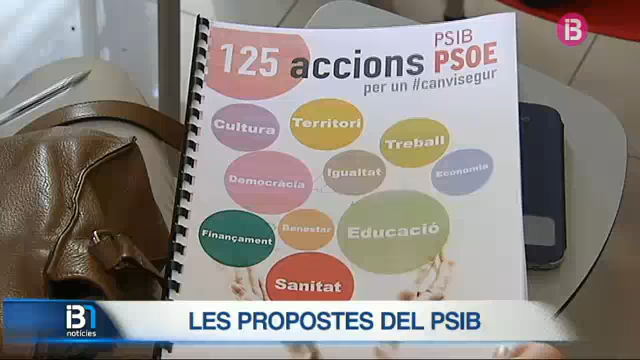 125 accions PSIB PSOE
per un #canvisegur
Cultura
Territori
Treball
Democràcia
Igualtat
Economia
Finançament
Benestar
Educació
Sanitat
IB notícies
LES PROPOSTES DEL PSIB